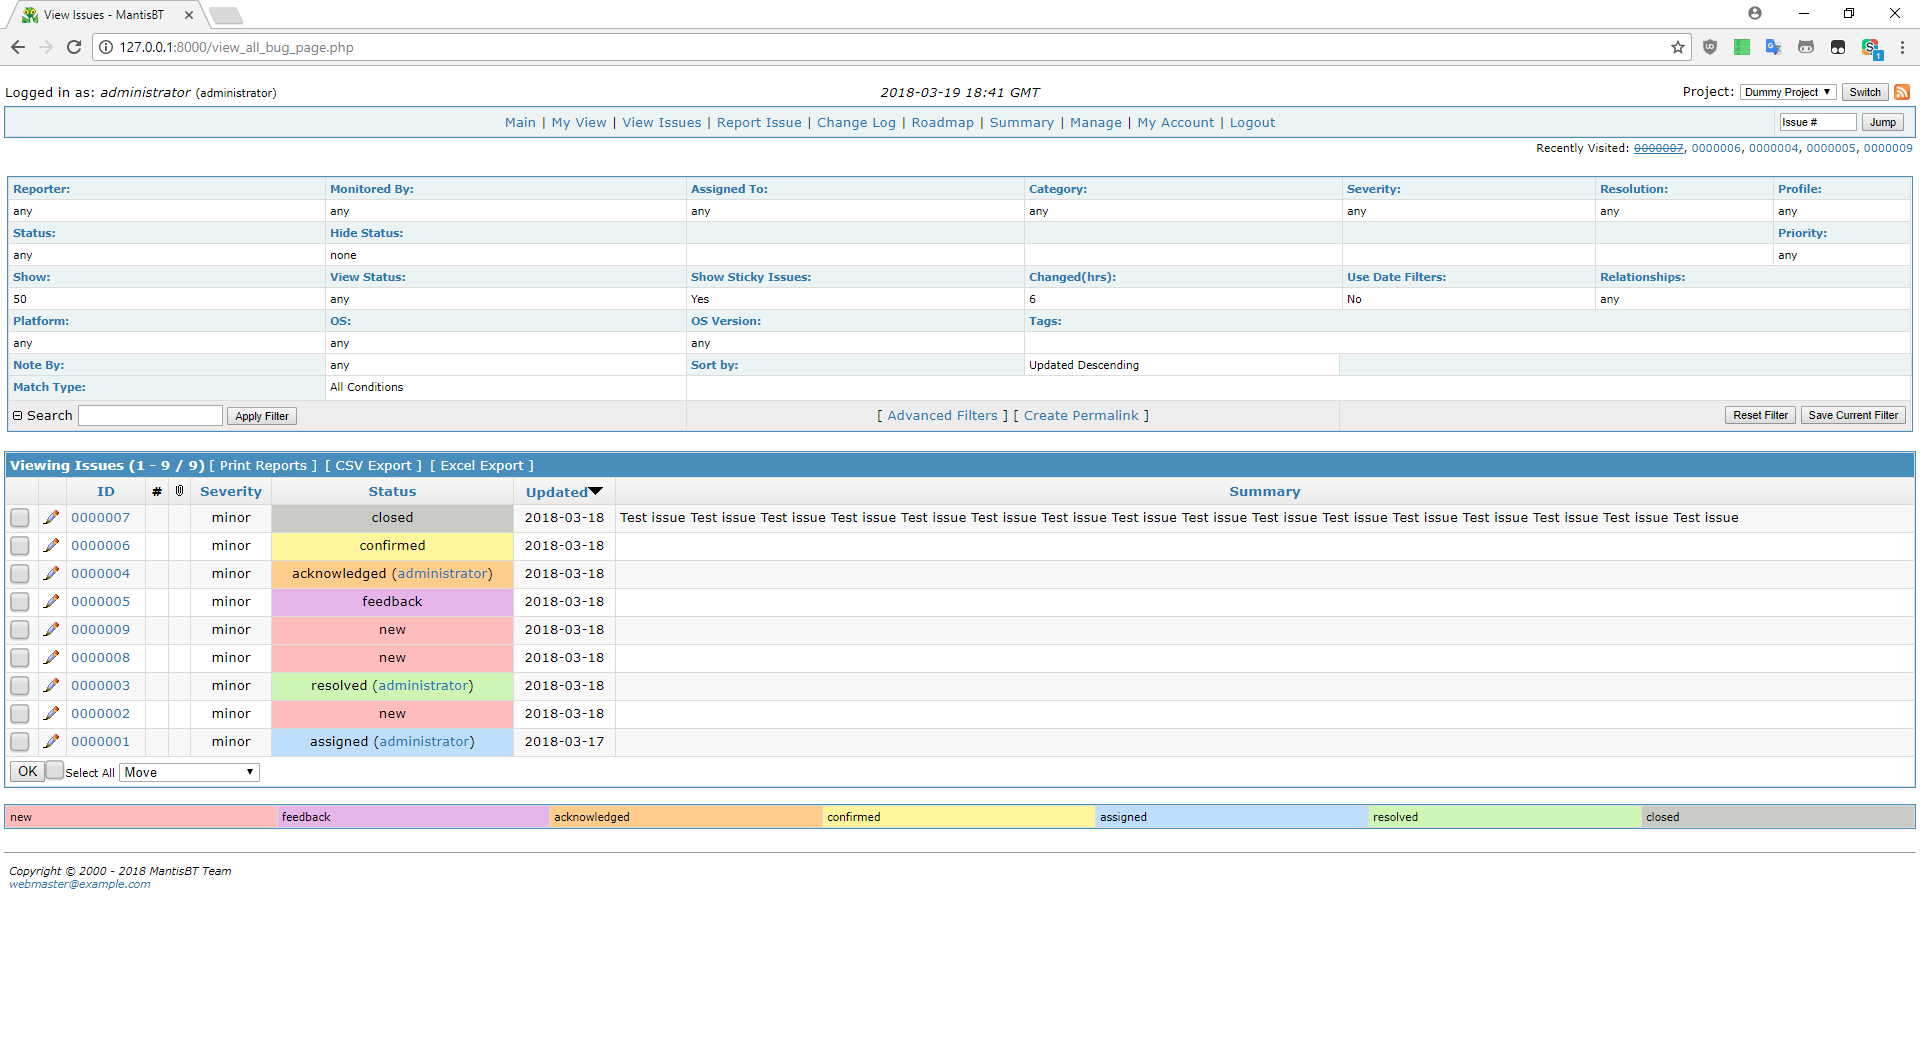 View Issues - MantisBT
127.0.0.1:8000/view_all_bug_page.php
Logged in as: administrator (administrator)
2018-03-19 18:41 GMT
Project: Dummy Project Switch
Main | My View | View Issues | Report Issue | Change Log | Roadmap | Summary | Manage | My Account | Logout
Issue # Jump
Recently Visited: 0000007, 0000006, 0000004, 0000005, 0000009
Reporter: Monitored By: Assigned To: Category: Severity: Resolution: Profile:
any any any any any any any
Status: Hide Status: Priority:
any none any
Show: View Status: Show Sticky Issues: Changed(hrs): Use Date Filters: Relationships:
50 any Yes 6 No any
Platform: OS: OS Version: Tags:
any any any
Note By: any Sort by: Updated Descending
Match Type: All Conditions
Search Apply Filter [ Advanced Filters ] [ Create Permalink ] Reset Filter Save Current Filter
Viewing Issues (1 - 9 / 9) [ Print Reports ] [ CSV Export ] [ Excel Export ]
ID # Severity Status Updated Summary
0000007 minor closed 2018-03-18 Test issue Test issue Test issue Test issue Test issue Test issue Test issue Test issue Test issue Test issue Test issue Test issue Test issue Test issue Test issue Test issue
0000006 minor confirmed 2018-03-18
0000004 minor acknowledged (administrator) 2018-03-18
0000005 minor feedback 2018-03-18
0000009 minor new 2018-03-18
0000008 minor new 2018-03-18
0000003 minor resolved (administrator) 2018-03-18
0000002 minor new 2018-03-18
0000001 minor assigned (administrator) 2018-03-17
OK Select All Move
new feedback acknowledged confirmed assigned resolved closed
Copyright © 2000 - 2018 MantisBT Team
webmaster@example.com